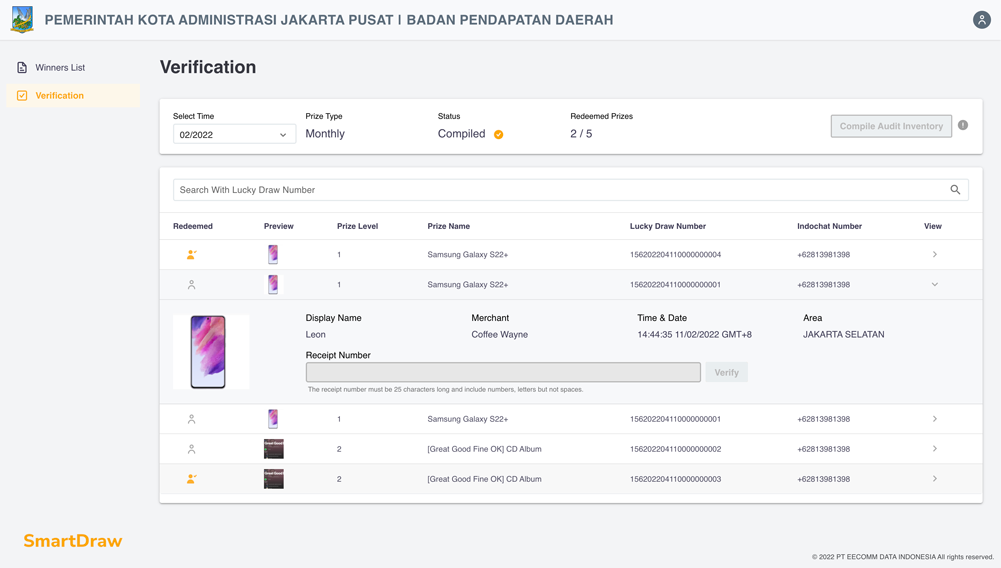 PEMERINTAH KOTA ADMINISTRASI JAKARTA PUSAT | BADAN PENDAPATAN DAERAH
Winners List
Verification
Verification
Select Time Prize Type Status Redeemed Prizes
02/2022 Monthly Compiled 2 / 5 Compile Audit Inventory
Search With Lucky Draw Number
Redeemed Preview Prize Level Prize Name Lucky Draw Number Indochat Number View
1 Samsung Galaxy S22+ 156202204110000000004 +62813981398
1 Samsung Galaxy S22+ 156202204110000000001 +62813981398
Display Name Merchant Time & Date Area
Leon Coffee Wayne 14:44:35 11/02/2022 GMT+8 JAKARTA SELATAN
Receipt Number
Verify
The receipt number must be 25 characters long and include numbers, letters but not spaces.
1 Samsung Galaxy S22+ 156202204110000000001 +62813981398
2 [Great Good Fine OK] CD Album 156202204110000000002 +62813981398
2 [Great Good Fine OK] CD Album 156202204110000000003 +62813981398
SmartDraw
© 2022 PT EECOMM DATA INDONESIA All rights reserved.